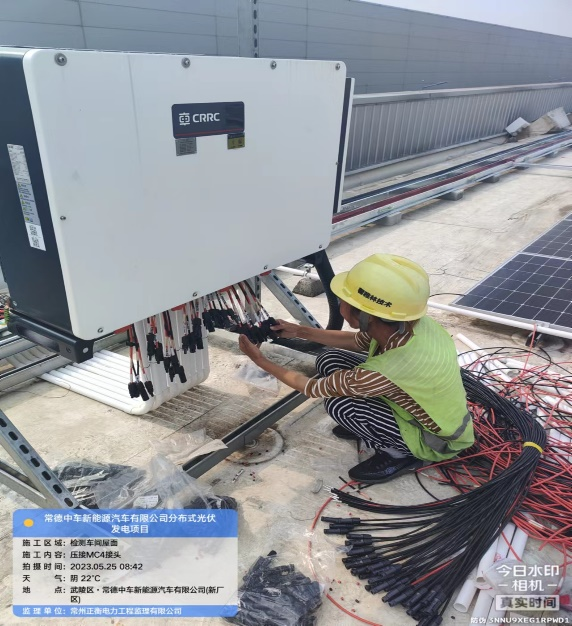 CRRC
常德中车新能源汽车有限公司分布式光伏
发电项目
施工区域：检测车间屋面
施工内容：压接MC4接头
拍摄时间：2023.05.25 08:42
天气：阴 22°C
地点：武陵区·常德中车新能源汽车有限公司(新厂
区)
监理单位：常州正衡电力工程监理有限公司
今日水印
-相机-
真实时间
防伪 3NNU9XEG1RPWD1